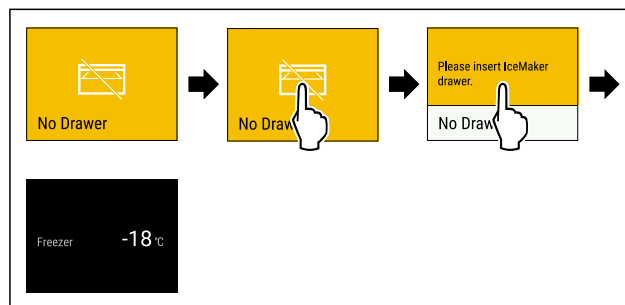 No Drawer
No Draw
Please insert IceMaker
drawer.
No Draw
Freezer -18 °C